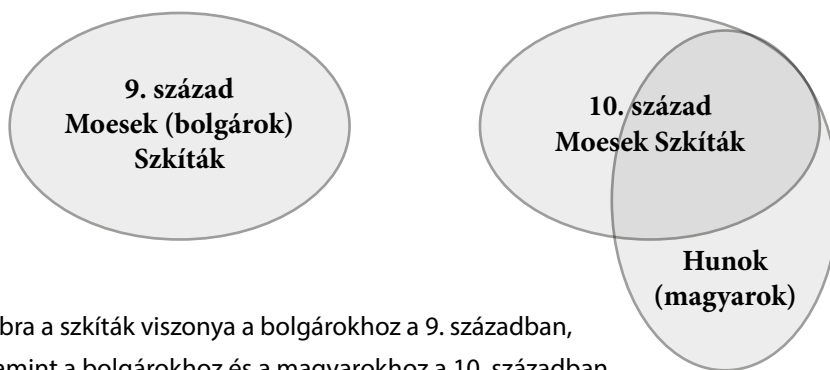 9. század
Moesek (bolgárok)
Szkíták
10. század
Moesek Szkíták
Hunok
(magyarok)
a szkíták viszonya a bolgárokhoz a 9. században,
a bolgárokhoz és a magyarokhoz a 10. században